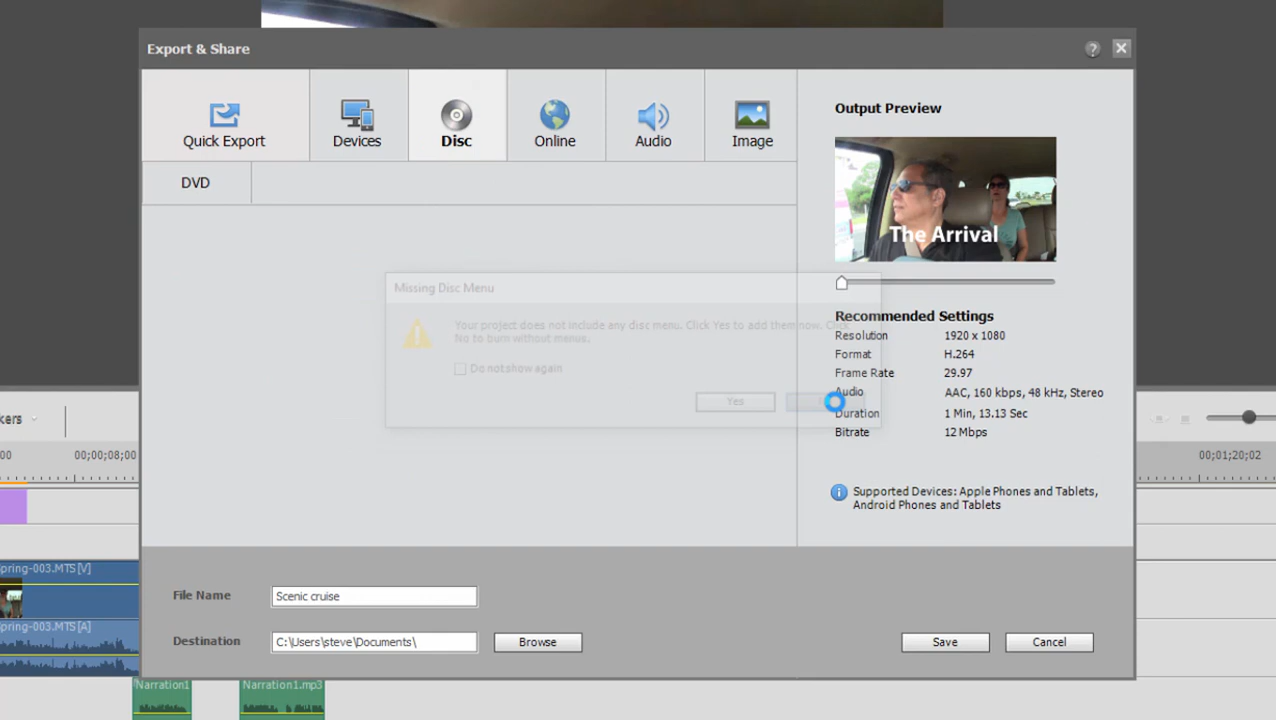 Export & Share
?
Quick Export
Devices
Disc
Online
Audio
Image
DVD
Output Preview
The Arrival
Missing Disc Menu
Your project does not include any disc menu. Click Yes to add them now. Click
No to burn without menus.
Do not show again
Yes
Recommended Settings
Resolution 1920 x 1080
Format H.264
Frame Rate 29.97
Audio AAC, 160 kbps, 48 kHz, Stereo
Duration 1 Min, 13.13 Sec
Bitrate 12 Mbps
Supported Devices: Apple Phones and Tablets,
Android Phones and Tablets
File Name Scenic cruise
Destination C:\Users\steve\Documents\ Browse
Save Cancel
kers
00 00;00;08;00
00;01;20;02
pring-003.MTS [V]
pring-003.MTS [A]
Narration1
Narration1.mp3